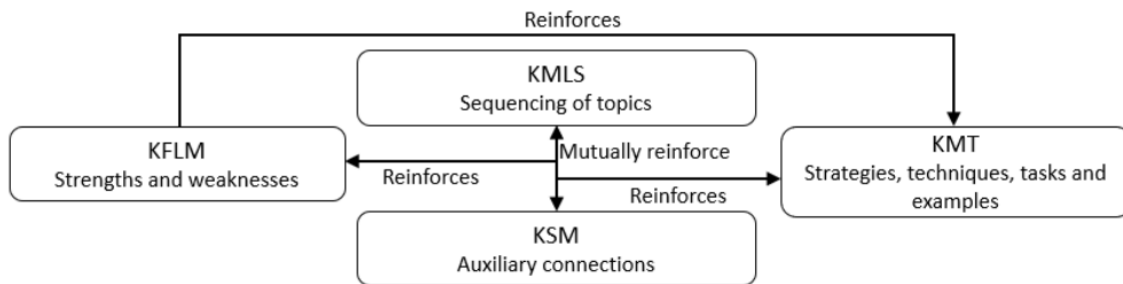 Reinforces
KMLS
Sequencing of topics
KFLM
Strengths and weaknesses
Mutually reinforce
Reinforces
Reinforces
KMT
Strategies, techniques, tasks and
examples
KSM
Auxiliary connections